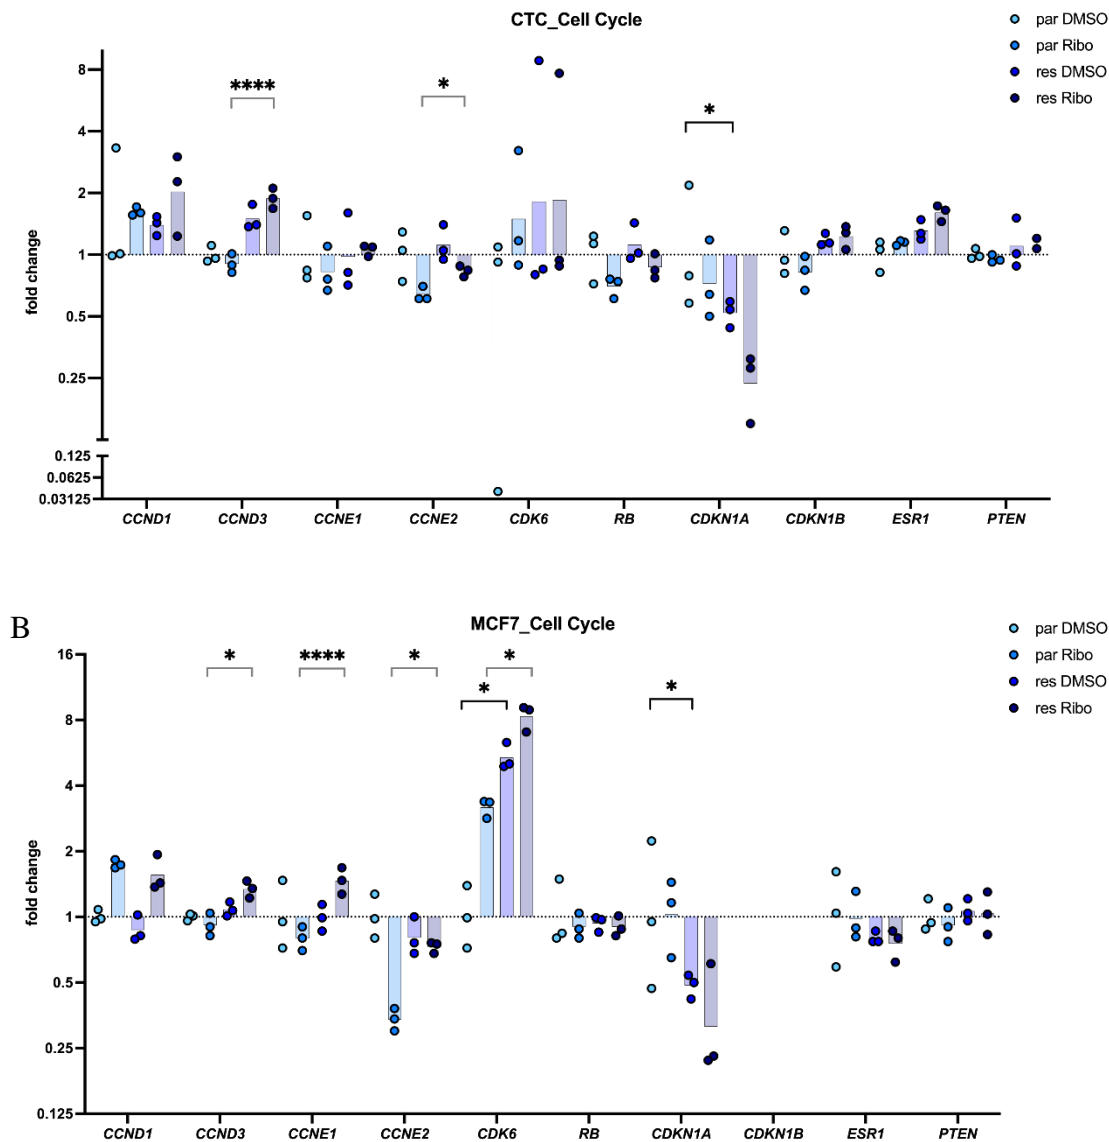 CTC_Cell Cycle
par DMSO
par Ribo
res DMSO
res Ribo
8
4
2
1
0.5
0.25
0.125
0.0625
0.03125
fold change
****
*
*
CCND1 CCND3 CCNE1 CCNE2 CDK6 RB CDKN1A CDKN1B ESR1 PTEN
B
MCF7_Cell Cycle
par DMSO
par Ribo
res DMSO
res Ribo
16
8
4
2
1
0.5
0.25
0.125
fold change
* **** * *
* *
CCND1 CCND3 CCNE1 CCNE2 CDK6 RB CDKN1A CDKN1B ESR1 PTEN